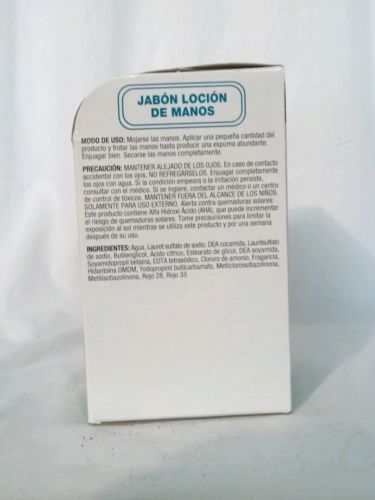 JABÓN LOCIÓN
DE MANOS
MODO DE USO: Mojarse las manos. Aplicar una pequeña cantidad del
producto y frotar las manos hasta producir una espuma abundante.
Enjuagar bien. Secarse las manos completamente.
PRECAUCIÓN: MANTENER ALEJADO DE LOS OJOS. En caso de contacto
accidental con los ojos, NO REFREGÁRSELOS. Enjuagar completamente
los ojos con agua. Si la condición empeora o la irritación persiste,
consultar con el médico. Si se ingiere, contactar un médico o un centro
de control de tóxicos. MANTENER FUERA DEL ALCANCE DE LOS NIÑOS.
SOLAMENTE PARA USO EXTERNO. Alerta contra quemaduras solares:
Este producto contiene Alfa Hidroxi Ácido (AHA), que puede incrementar
el riesgo de quemaduras solares. Tome precauciones para limitar la
exposición al sol mientras se utiliza este producto y por una semana
después de su uso.
INGREDIENTES: Agua, Lauret sulfato de sodio, DEA cocamida, Laurilsulfato
de sodio, Butilenglicol, Acido cítrico, Estearato de glicol, DEA soyamida,
Soyamidopropil betaína, EDTA tetrasódico, Cloruro de amonio, Fragancia,
Hidantoina DMDM, Yodopropinil butilcarbamato, Metilclorosotiazolinona,
Metilisotiazolinona, Rojo 28, Rojo 33